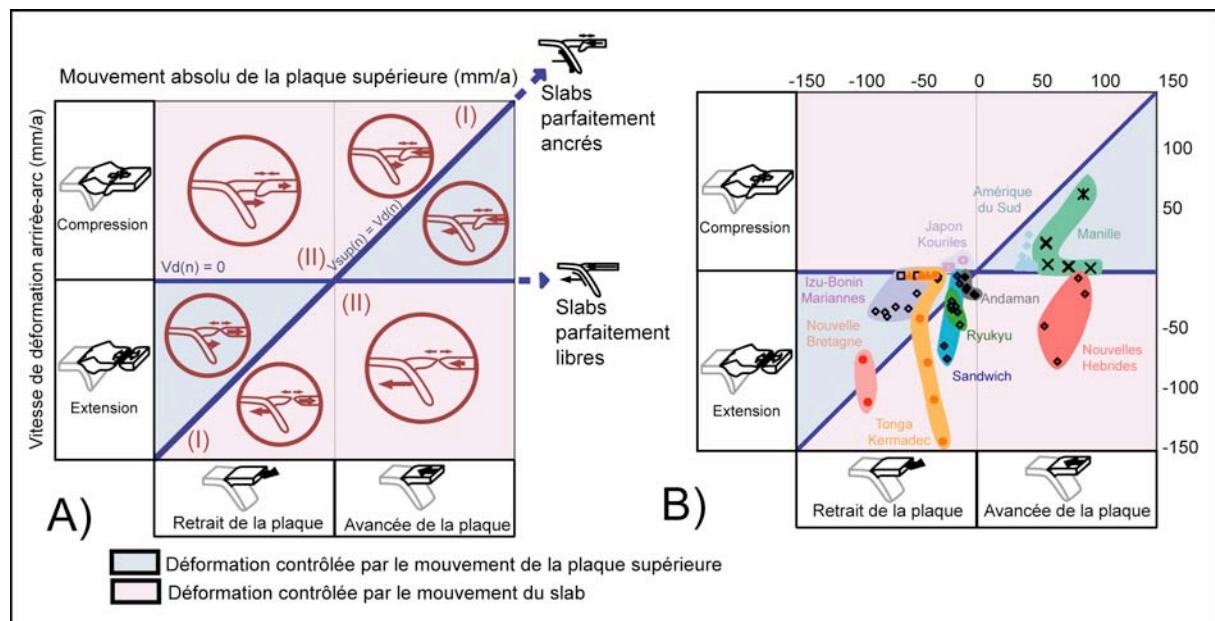 Mouvement absolu de la plaque supérieure (mm/a)
Vitesse de déformation arrière-arc (mm/a)
Compression
Extension
(I)
(II)
Vd(n) = 0
Vsup(n) = Vd(n)
(II)
(I)
Slabs
parfaitement
ancrés
Slabs
parfaitement
libres
A)
Retrait de la plaque
Avancée de la plaque
-150
-100
-50
0
50
100
150
100
50
-50
-100
-150
Compression
Extension
Amérique
du Sud
Japon
Kouriles
Manille
Izu-Bonin
Mariannes
Andaman
Nouvelle
Bretagne
Ryukyu
Sandwich
Nouvelles
Hebrides
Tonga
Kermadec
B)
Retrait de la plaque
Avancée de la plaque
Déformation contrôlée par le mouvement de la plaque supérieure
Déformation contrôlée par le mouvement du slab